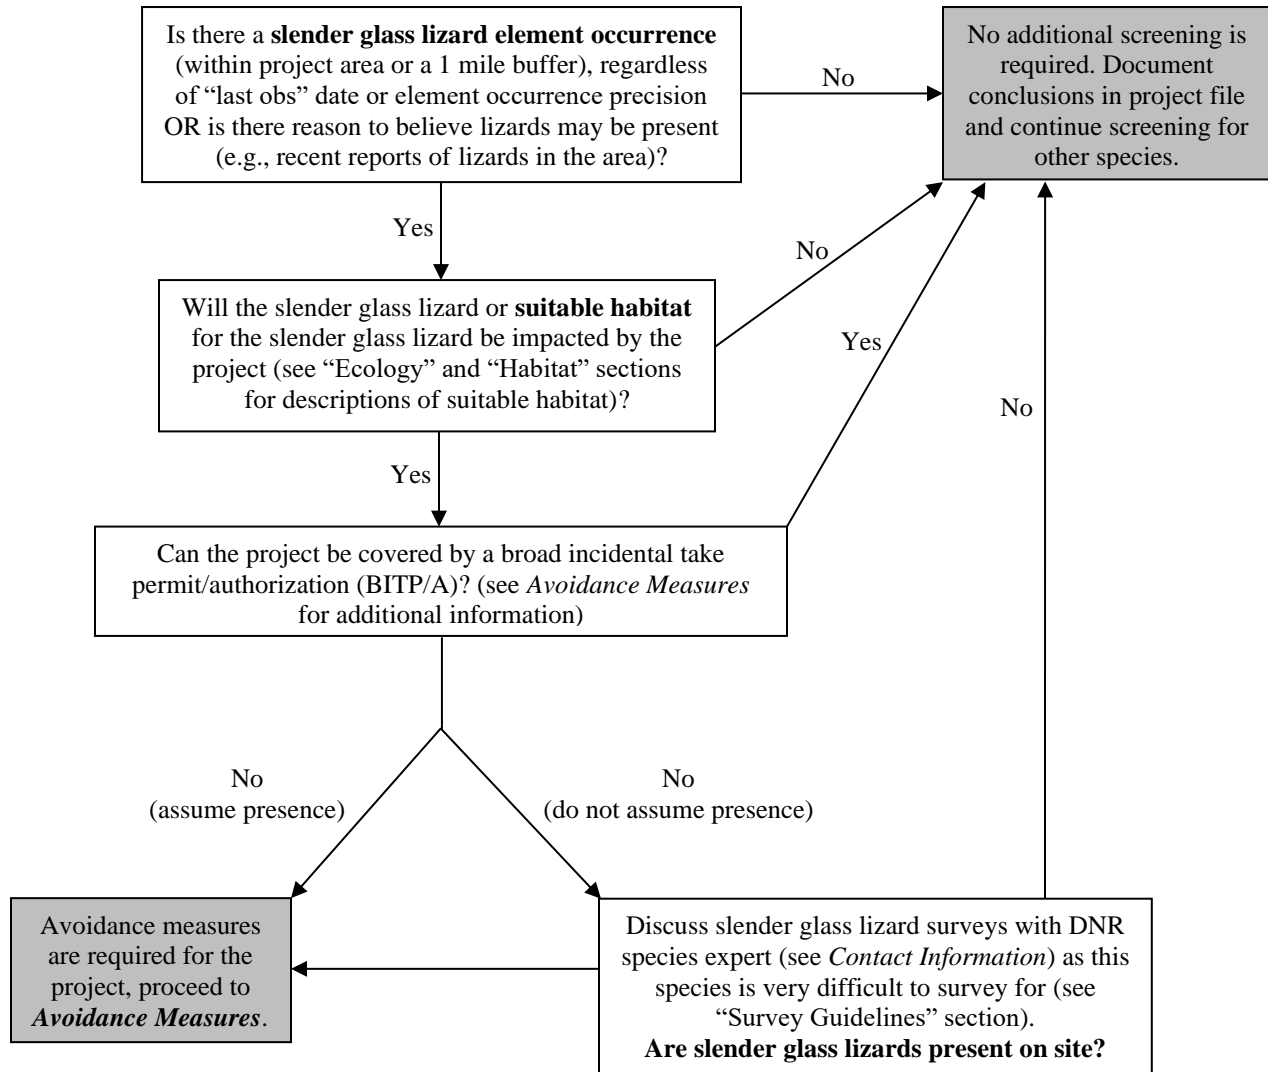 Is there a slender glass lizard element occurrence
(within project area or a 1 mile buffer), regardless
of “last obs” date or element occurrence precision
OR is there reason to believe lizards may be present
(e.g., recent reports of lizards in the area)?
No
No additional screening is
required. Document
conclusions in project file
and continue screening for
other species.
Yes
No
Will the slender glass lizard or suitable habitat
for the slender glass lizard be impacted by the
project (see “Ecology” and “Habitat” sections
for descriptions of suitable habitat)?
Yes
No
Yes
Can the project be covered by a broad incidental take
permit/authorization (BITP/A)? (see Avoidance Measures
for additional information)
No
(assume presence)
No
(do not assume presence)
Avoidance measures
are required for the
project, proceed to
Avoidance Measures.
Discuss slender glass lizard surveys with DNR
species expert (see Contact Information) as this
species is very difficult to survey for (see
“Survey Guidelines” section).
Are slender glass lizards present on site?